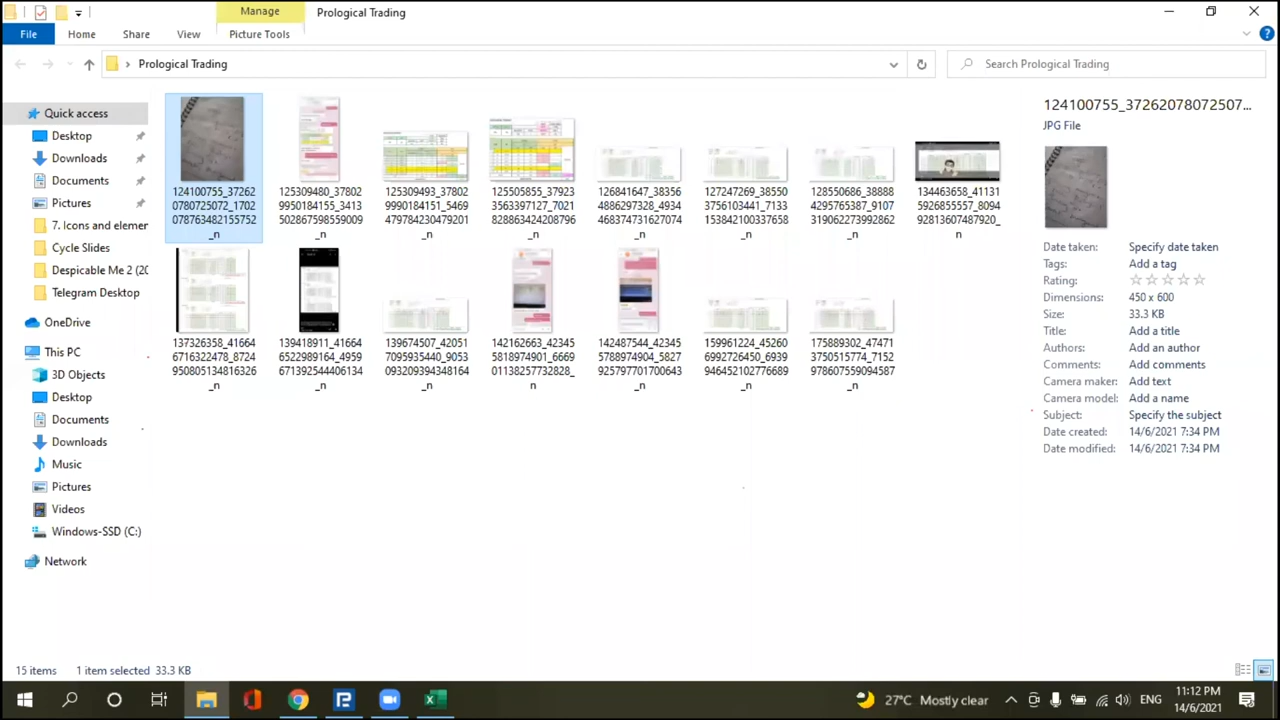 Manage
Prological Trading
File
Home
Share
View
Picture Tools
Prological Trading
Search Prological Trading
Quick access
Desktop
Downloads
Documents
Pictures
7. Icons and elemer
Cycle Slides
Despicable Me 2 (20
Telegram Desktop
OneDrive
This PC
3D Objects
Desktop
Documents
Downloads
Music
Pictures
Videos
Windows-SSD (C:)
Network
124100755_37262
0780725072_1702
078763482155752
_n
125309480_37802
9950184155_3413
502867598559009
_n
125309493_37802
9990184151_5469
479784230479201
_n
125505855_37923
3563397127_7021
828863424208796
_n
126841647_38356
4886297328_4934
468374731627074
_n
127247269_38550
3756103441_7133
153842100337658
_n
128550686_38888
4295765387_9107
319062273992862
_n
134463658_41131
5926855557_8094
92813607487920_
n
137326358_41664
6716322478_8724
950805134816326
_n
139418911_41664
6522989164_4959
671392544406134
_n
139674507_42051
7095935440_9053
093209394348164
_n
142162663_42345
5818974901_6669
01138257732828_
n
142487544_42345
5788974904_5827
925797701700643
_n
159961224_45260
6992726450_6939
946452102776689
_n
175889302_47471
3750515774_7152
978607559094587
_n
124100755_37262078072507...
JPG File
Date taken: Specify date taken
Tags: Add a tag
Rating:
Dimensions: 450 x 600
Size: 33.3 KB
Title: Add a title
Authors: Add an author
Comments: Add comments
Camera maker: Add text
Camera model: Add a name
Subject: Specify the subject
Date created: 14/6/2021 7:34 PM
Date modified: 14/6/2021 7:34 PM
15 items
1 item selected 33.3 KB
27°C Mostly clear
ENG
11:12 PM
14/6/2021